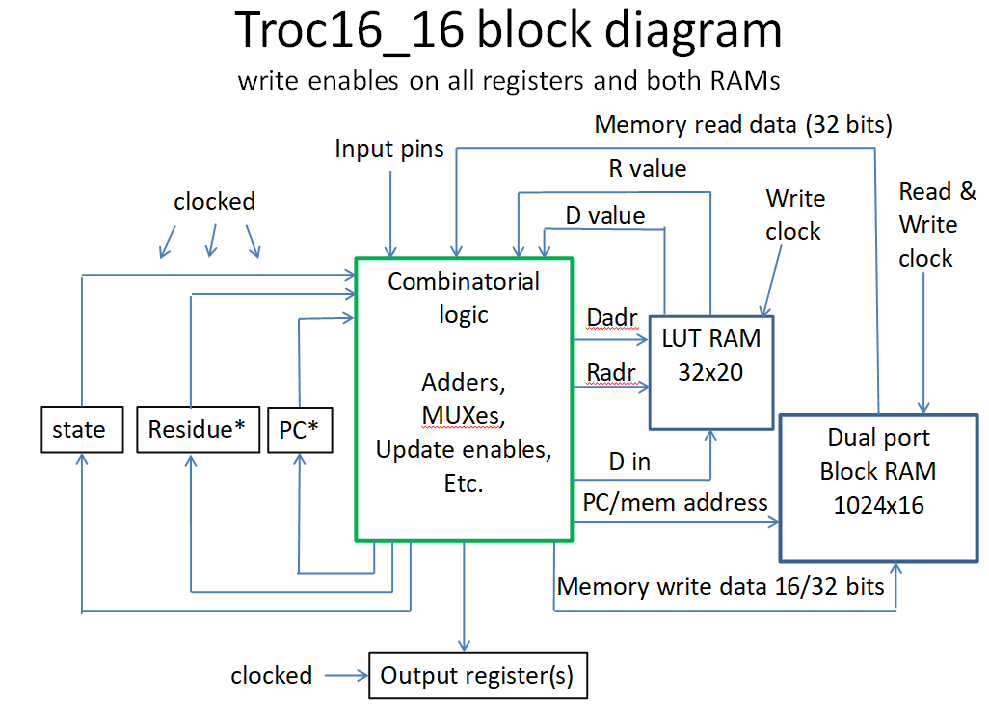 Troc16_16 block diagram
write enables on all registers and both RAMs
Memory read data (32 bits)
Input pins
R value
D value
Write
clock
Read &
Write
clock
clocked
Combinatorial
logic
Adders,
MUXes,
Update enables,
Etc.
Dadr
Radr
LUT RAM
32x20
state
Residue*
PC*
D in
PC/mem address
Dual port
Block RAM
1024x16
Memory write data 16/32 bits
clocked
Output register(s)